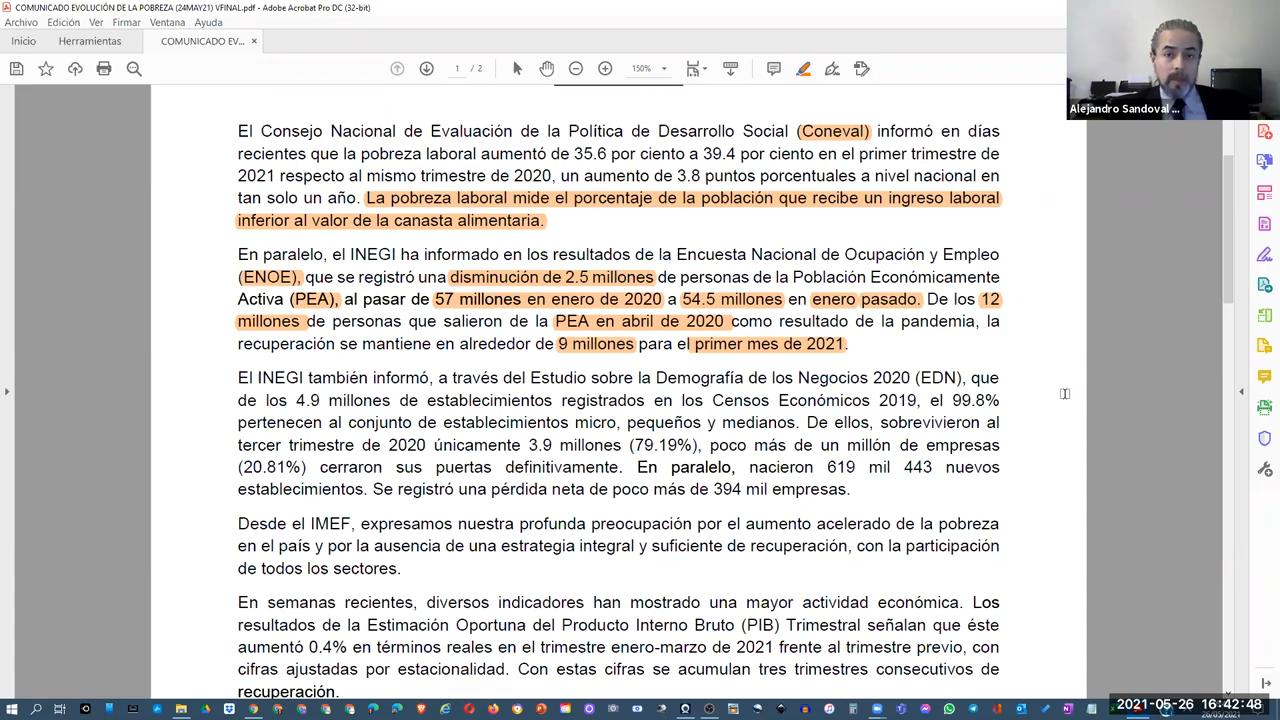 COMUNICADO EVOLUCIÓN DE LA POBREZA (24MAY21) VFINAL.pdf - Adobe Acrobat Pro DC (32-bit)
Archivo Edición Ver Firmar Ventana Ayuda
Inicio Herramientas COMUNICADO EV... ×
1 / 2 150%
Alejandro Sandoval ...
El Consejo Nacional de Evaluación de la Política de Desarrollo Social (Coneval) informó en días
recientes que la pobreza laboral aumentó de 35.6 por ciento a 39.4 por ciento en el primer trimestre de
2021 respecto al mismo trimestre de 2020, un aumento de 3.8 puntos porcentuales a nivel nacional en
tan solo un año. La pobreza laboral mide el porcentaje de la población que recibe un ingreso laboral
inferior al valor de la canasta alimentaria.
En paralelo, el INEGI ha informado en los resultados de la Encuesta Nacional de Ocupación y Empleo
(ENOE), que se registró una disminución de 2.5 millones de personas de la Población Económicamente
Activa (PEA), al pasar de 57 millones en enero de 2020 a 54.5 millones en enero pasado. De los 12
millones de personas que salieron de la PEA en abril de 2020 como resultado de la pandemia, la
recuperación se mantiene en alrededor de 9 millones para el primer mes de 2021.
El INEGI también informó, a través del Estudio sobre la Demografía de los Negocios 2020 (EDN), que
de los 4.9 millones de establecimientos registrados en los Censos Económicos 2019, el 99.8%
pertenecen al conjunto de establecimientos micro, pequeños y medianos. De ellos, sobrevivieron al
tercer trimestre de 2020 únicamente 3.9 millones (79.19%), poco más de un millón de empresas
(20.81%) cerraron sus puertas definitivamente. En paralelo, nacieron 619 mil 443 nuevos
establecimientos. Se registró una pérdida neta de poco más de 394 mil empresas.
Desde el IMEF, expresamos nuestra profunda preocupación por el aumento acelerado de la pobreza
en el país y por la ausencia de una estrategia integral y suficiente de recuperación, con la participación
de todos los sectores.
En semanas recientes, diversos indicadores han mostrado una mayor actividad económica. Los
resultados de la Estimación Oportuna del Producto Interno Bruto (PIB) Trimestral señalan que éste
aumentó 0.4% en términos reales en el trimestre enero-marzo de 2021 frente al trimestre previo, con
cifras ajustadas por estacionalidad. Con estas cifras se acumulan tres trimestres consecutivos de
recuperación.
2021-05-26 16:42:48